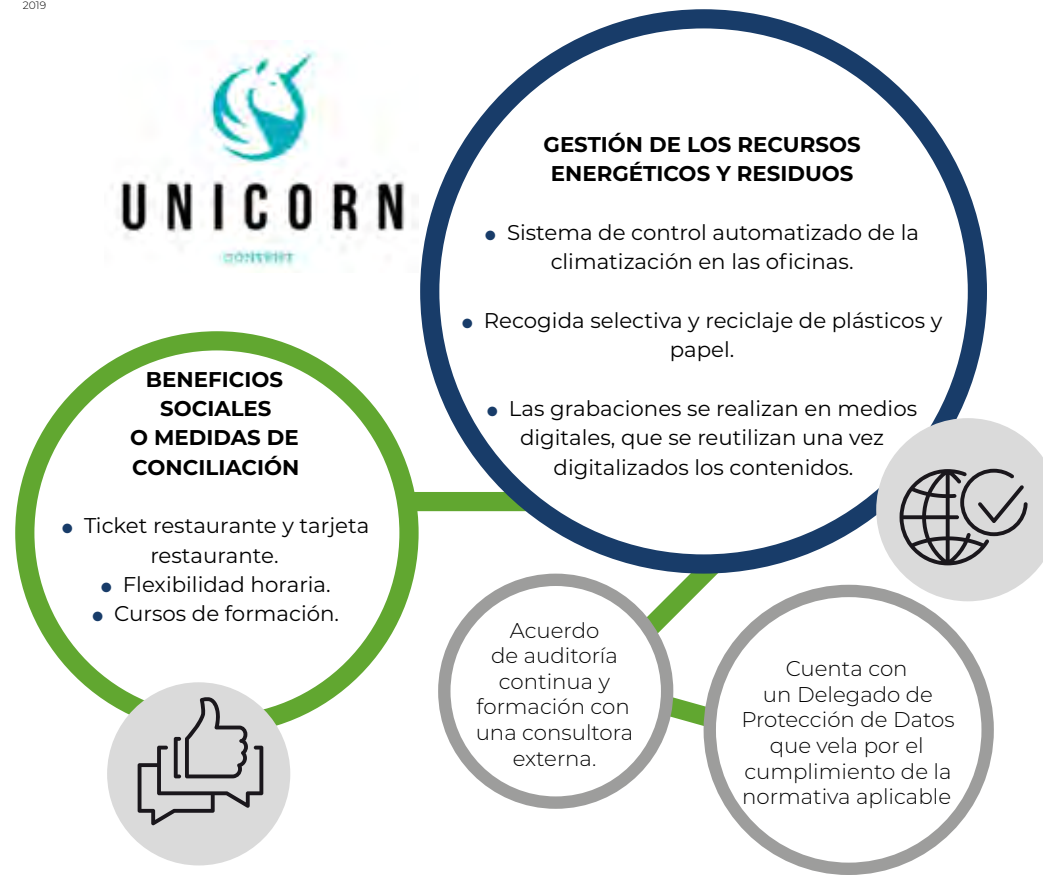 2019
UNICORN
CONTENT
GESTIÓN DE LOS RECURSOS
ENERGÉTICOS Y RESIDUOS
• Sistema de control automatizado de la
climatización en las oficinas.
• Recogida selectiva y reciclaje de plásticos y
papel.
• Las grabaciones se realizan en medios
digitales, que se reutilizan una vez
digitalizados los contenidos.
BENEFICIOS
SOCIALES
O MEDIDAS DE
CONCILIACIÓN
• Ticket restaurante y tarjeta
restaurante.
• Flexibilidad horaria.
• Cursos de formación.
Acuerdo
de auditoría
continua y
formación con
una consultora
externa.
Cuenta con
un Delegado de
Protección de Datos
que vela por el
cumplimiento de la
normativa aplicable